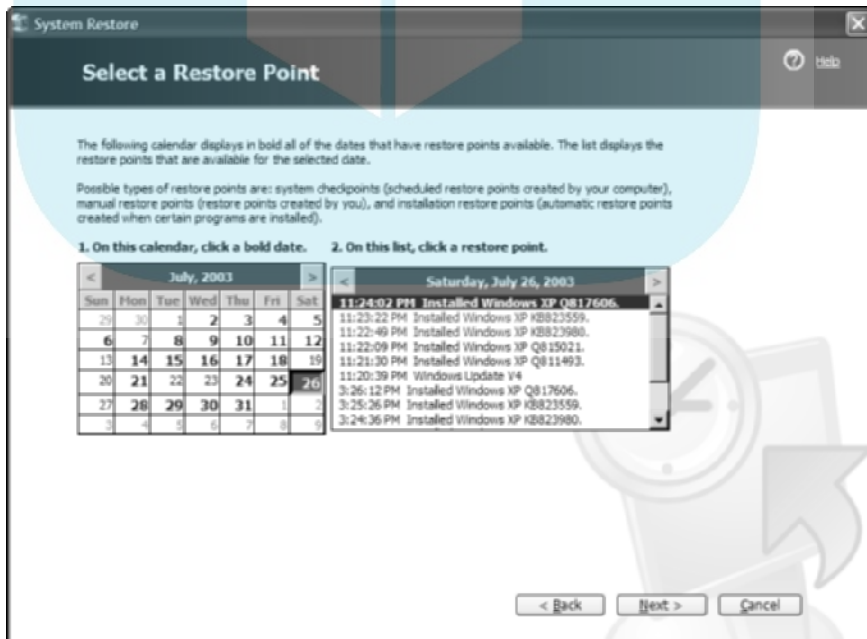 System Restore
Select a Restore Point
Help
The following calendar displays in bold all of the dates that have restore points available. The list displays the
restore points that are available for the selected date.
Possible types of restore points are: system checkpoints (scheduled restore points created by your computer),
manual restore points (restore points created by you), and installation restore points (automatic restore points
created when certain programs are installed).
1. On this calendar, click a bold date.
2. On this list, click a restore point.
< July, 2003 >
Sun Mon Tue Wed Thu Fri Sat
29 30 1 2 3 4 5
6 7 8 9 10 11 12
13 14 15 16 17 18 19
20 21 22 23 24 25 26
27 28 29 30 31 1 2
3 4 5 6 7 8 9
< Saturday, July 26, 2003 >
11:24:02 PM Installed Windows XP Q817606.
11:23:22 PM Installed Windows XP KB823559.
11:22:49 PM Installed Windows XP KB823980.
11:22:09 PM Installed Windows XP Q815021.
11:21:30 PM Installed Windows XP Q811493.
11:20:39 PM Windows Update V4
3:26:12 PM Installed Windows XP Q817606.
3:25:26 PM Installed Windows XP KB823559.
3:24:36 PM Installed Windows XP KB823980.
< Back
Next >
Cancel